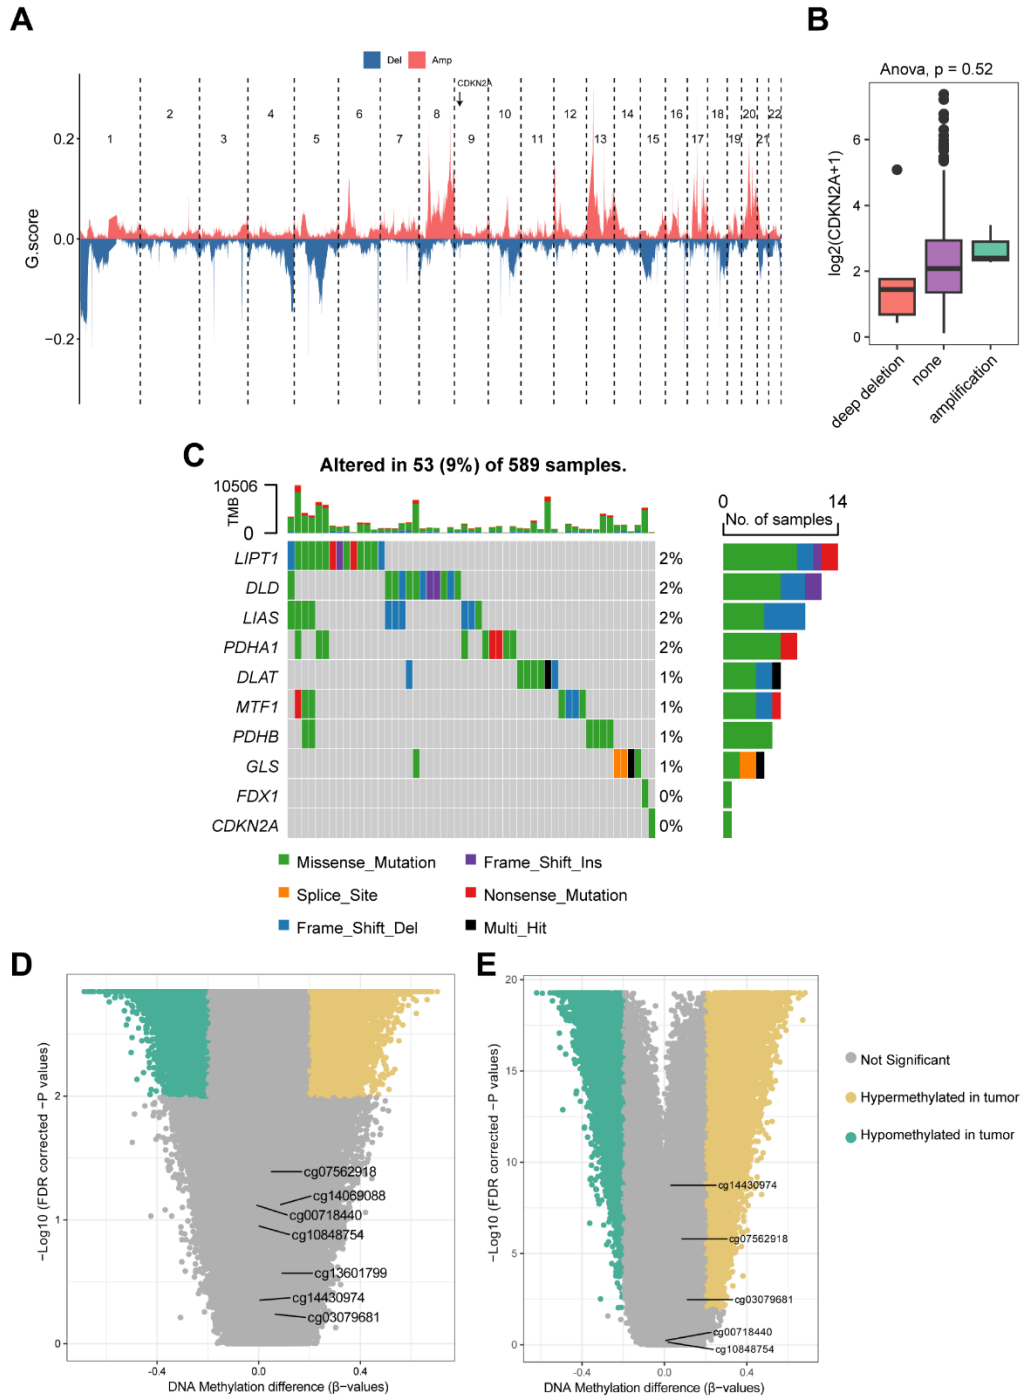 A
Del Amp
CDKN2A
1 2 3 4 5 6 7 8 9 10 11 12 13 14 15 16 17 18 19 20 21 22
G.score
0.2
0.0
−0.2
B
Anova, p = 0.52
log2(CDKN2A+1)
6
4
2
0
deep deletion
none
amplification
C
Altered in 53 (9%) of 589 samples.
TMB
10506
0
0 14
No. of samples
LIPT1 2%
DLD 2%
LIAS 2%
PDHA1 2%
DLAT 1%
MTF1 1%
PDHB 1%
GLS 1%
FDX1 0%
CDKN2A 0%
Missense_Mutation Frame_Shift_Ins
Splice_Site Nonsense_Mutation
Frame_Shift_Del Multi_Hit
D
−Log10 (FDR corrected −P values)
2
1
0
cg07562918
cg14069088
cg00718440
cg10848754
cg13601799
cg14430974
cg03079681
-0.4 0.0 0.4
DNA Methylation difference (β-values)
E
−Log10 (FDR corrected −P values)
20
15
10
5
0
cg14430974
cg07562918
cg03079681
cg00718440
cg10848754
-0.4 0.0 0.4
DNA Methylation difference (β-values)
Not Significant
Hypermethylated in tumor
Hypomethylated in tumor